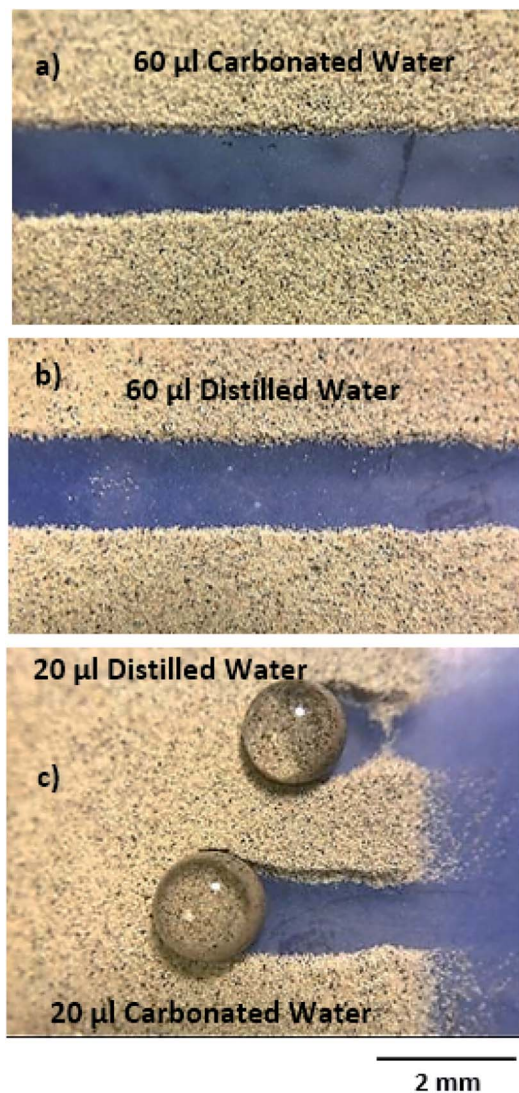 a) 60 µl Carbonated Water
b)
60 µl Distilled Water
20 µl Distilled Water
c)
20 µl Carbonated Water
2 mm